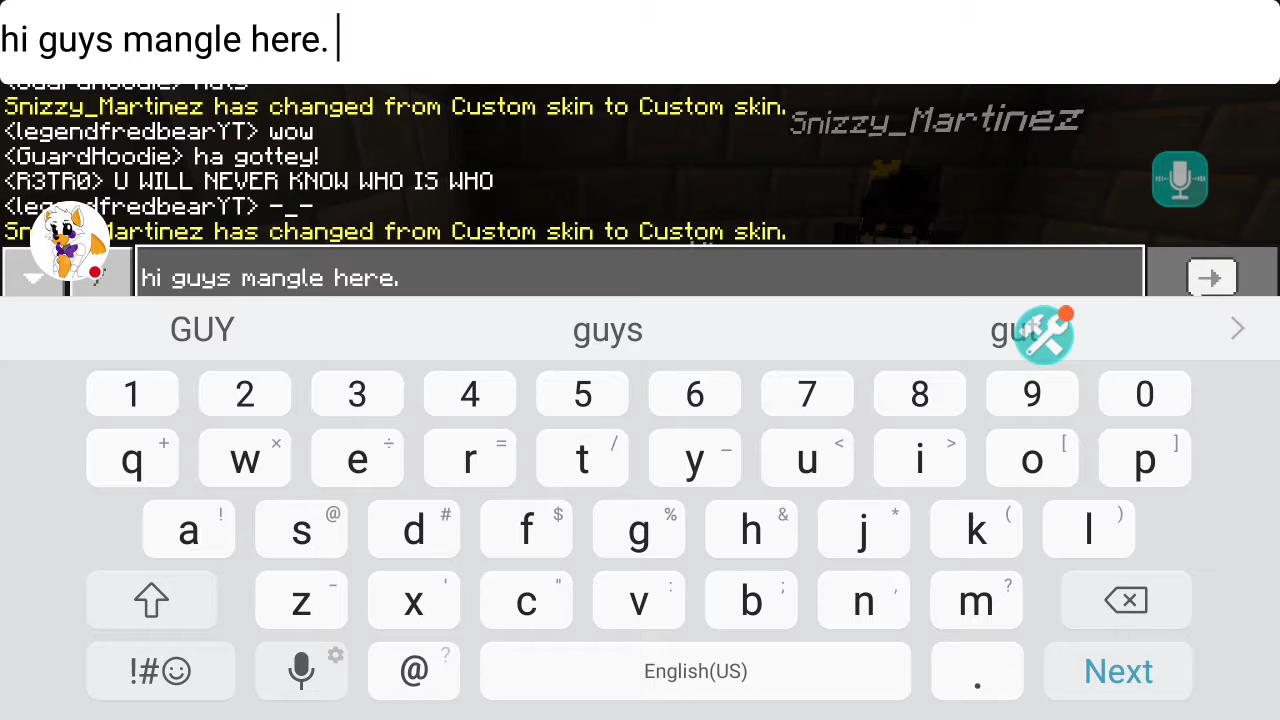 hi guys mangle here.
<GuardHoodie>
Snizzy_Martinez has changed from Custom skin to Custom skin.
Snizzy_Martinez
<legendfredbearYT> wow
<GuardHoodie> ha gottey!
<R3TR0> U WILL NEVER KNOW WHO IS WHO
<legendfredbearYT> -_-
Snizzy_Martinez has changed from Custom skin to Custom skin.
hi guys mangle here.
GUY guys
1 2 3 4 5 6 7 8 9 0
q + w × e ÷ r = t / y _ u < i > o [ p ]
a ! s @ d # f $ g % h & j * k ( l )
z - x ' c " v : b ; n , m ?
!#☺ @ ? English(US) . Next